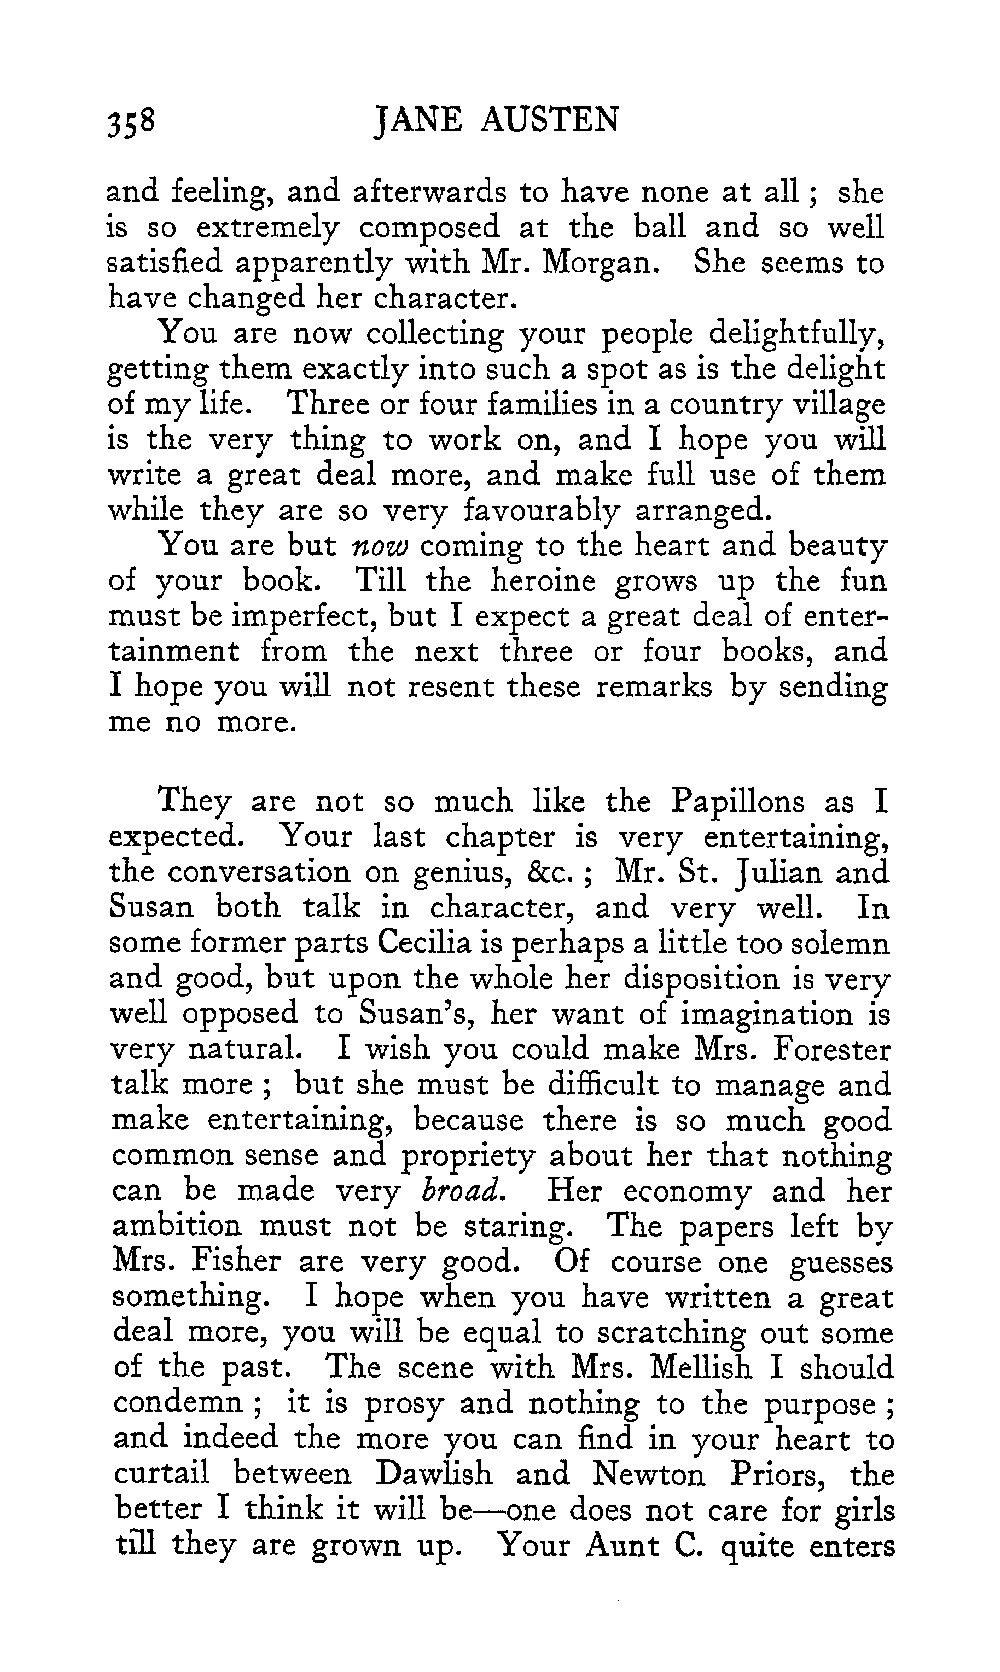 358 JANE AUSTEN
and feeling, and afterwards to have none at all ; she
is so extremely composed at the ball and so well
satisfied apparently with Mr. Morgan. She seems to
have changed her character.
You are now collecting your people delightfully,
getting them exactly into such a spot as is the delight
of my life. Three or four families in a country village
is the very thing to work on, and I hope you will
write a great deal more, and make full use of them
while they are so very favourably arranged.
You are but now coming to the heart and beauty
of your book. Till the heroine grows up the fun
must be imperfect, but I expect a great deal of enter-
tainment from the next three or four books, and
I hope you will not resent these remarks by sending
me no more.
They are not so much like the Papillons as I
expected. Your last chapter is very entertaining,
the conversation on genius, &c. ; Mr. St. Julian and
Susan both talk in character, and very well. In
some former parts Cecilia is perhaps a little too solemn
and good, but upon the whole her disposition is very
well opposed to Susan's, her want of imagination is
very natural. I wish you could make Mrs. Forester
talk more ; but she must be difficult to manage and
make entertaining, because there is so much good
common sense and propriety about her that nothing
can be made very broad. Her economy and her
ambition must not be staring. The papers left by
Mrs. Fisher are very good. Of course one guesses
something. I hope when you have written a great
deal more, you will be equal to scratching out some
of the past. The scene with Mrs. Mellish I should
condemn ; it is prosy and nothing to the purpose ;
and indeed the more you can find in your heart to
curtail between Dawlish and Newton Priors, the
better I think it will be—one does not care for girls
till they are grown up. Your Aunt C. quite enters